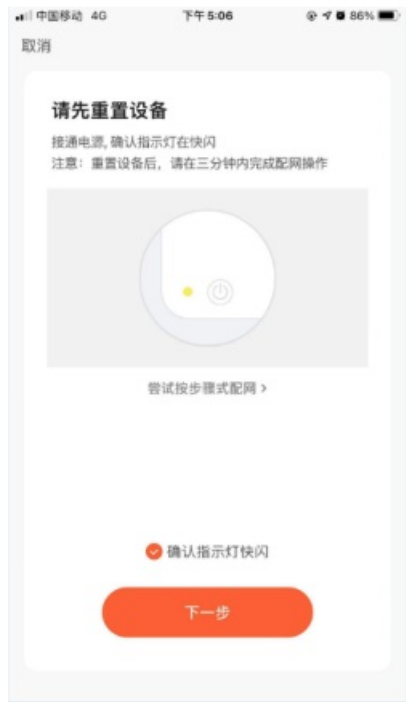 中国移动 4G 下午5:06 86%
取消
请先重置设备
接通电源,确认指示灯在快闪
注意：重置设备后，请在三分钟内完成配网操作
尝试按步骤式配网 >
确认指示灯快闪
下一步